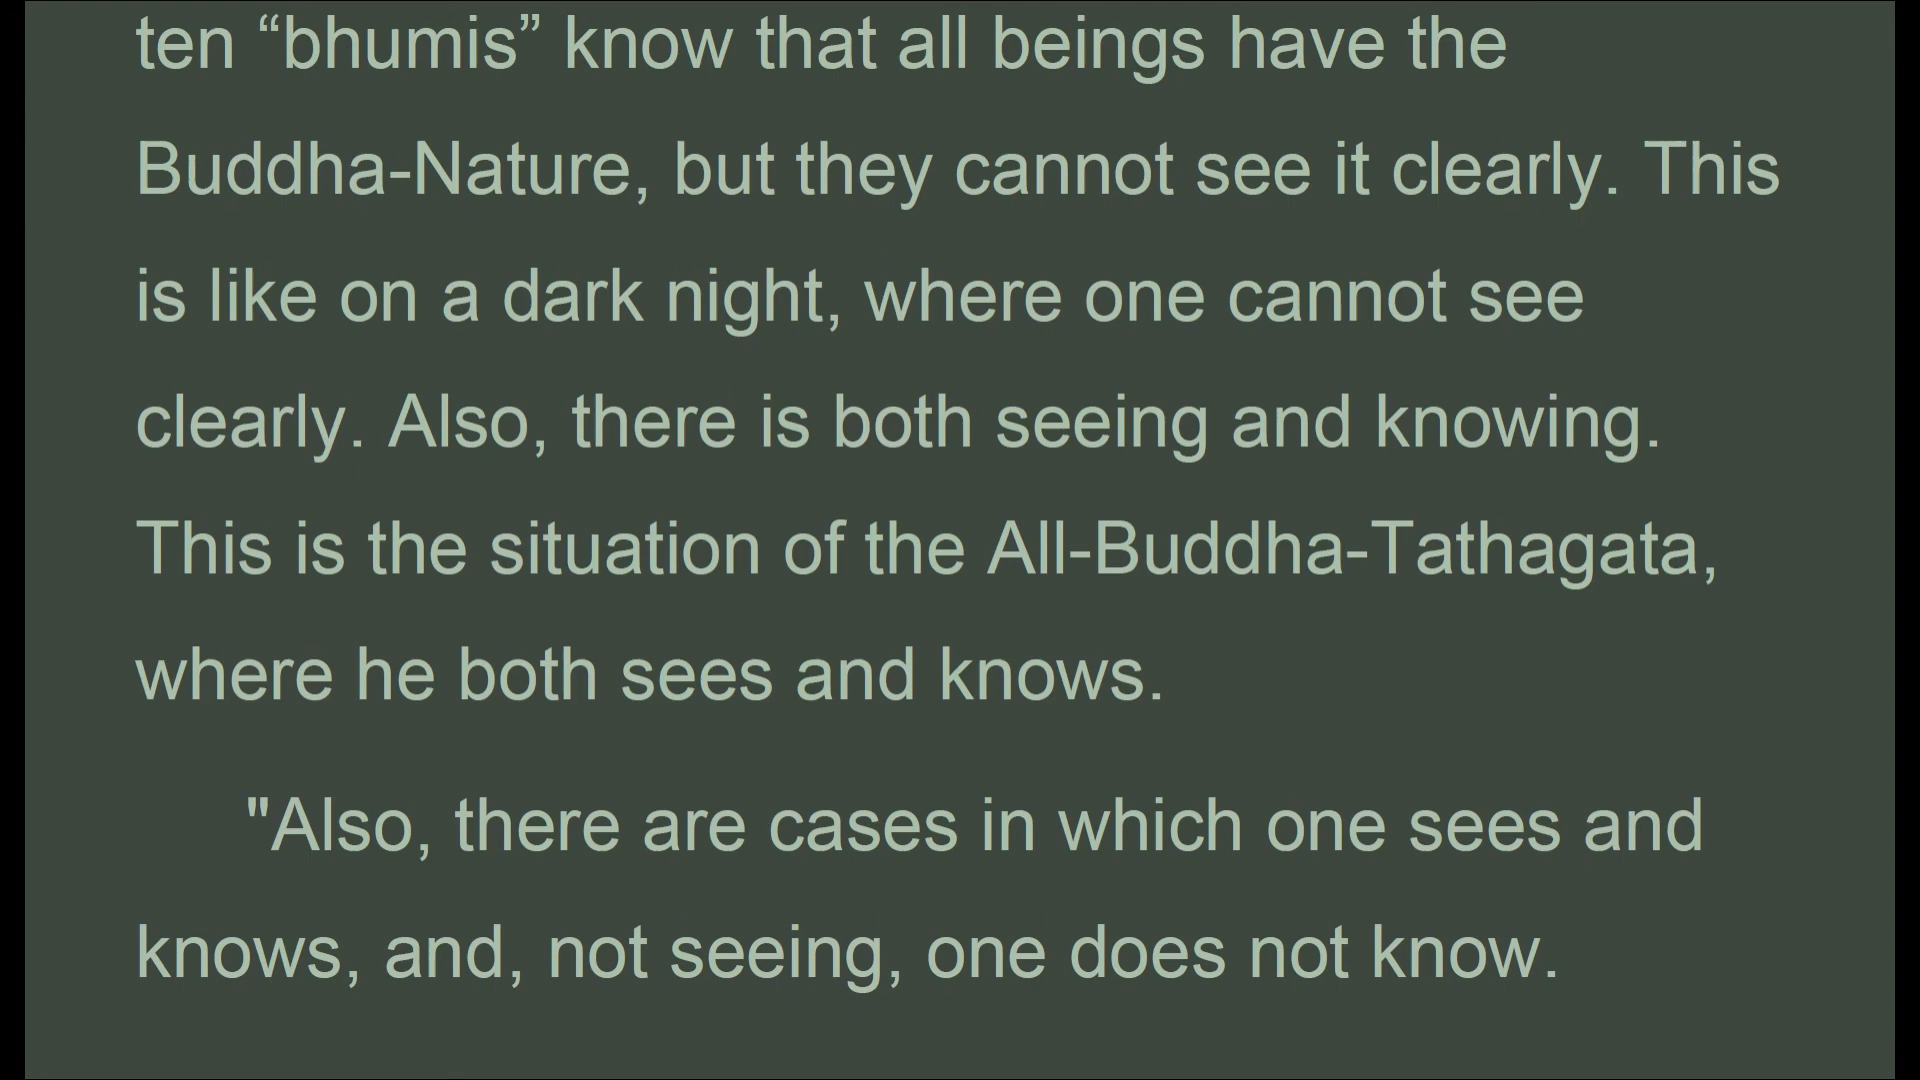 ten “bhumis” know that all beings have the
Buddha-Nature, but they cannot see it clearly. This
is like on a dark night, where one cannot see
clearly. Also, there is both seeing and knowing.
This is the situation of the All-Buddha-Tathagata,
where he both sees and knows.
"Also, there are cases in which one sees and
knows, and, not seeing, one does not know.